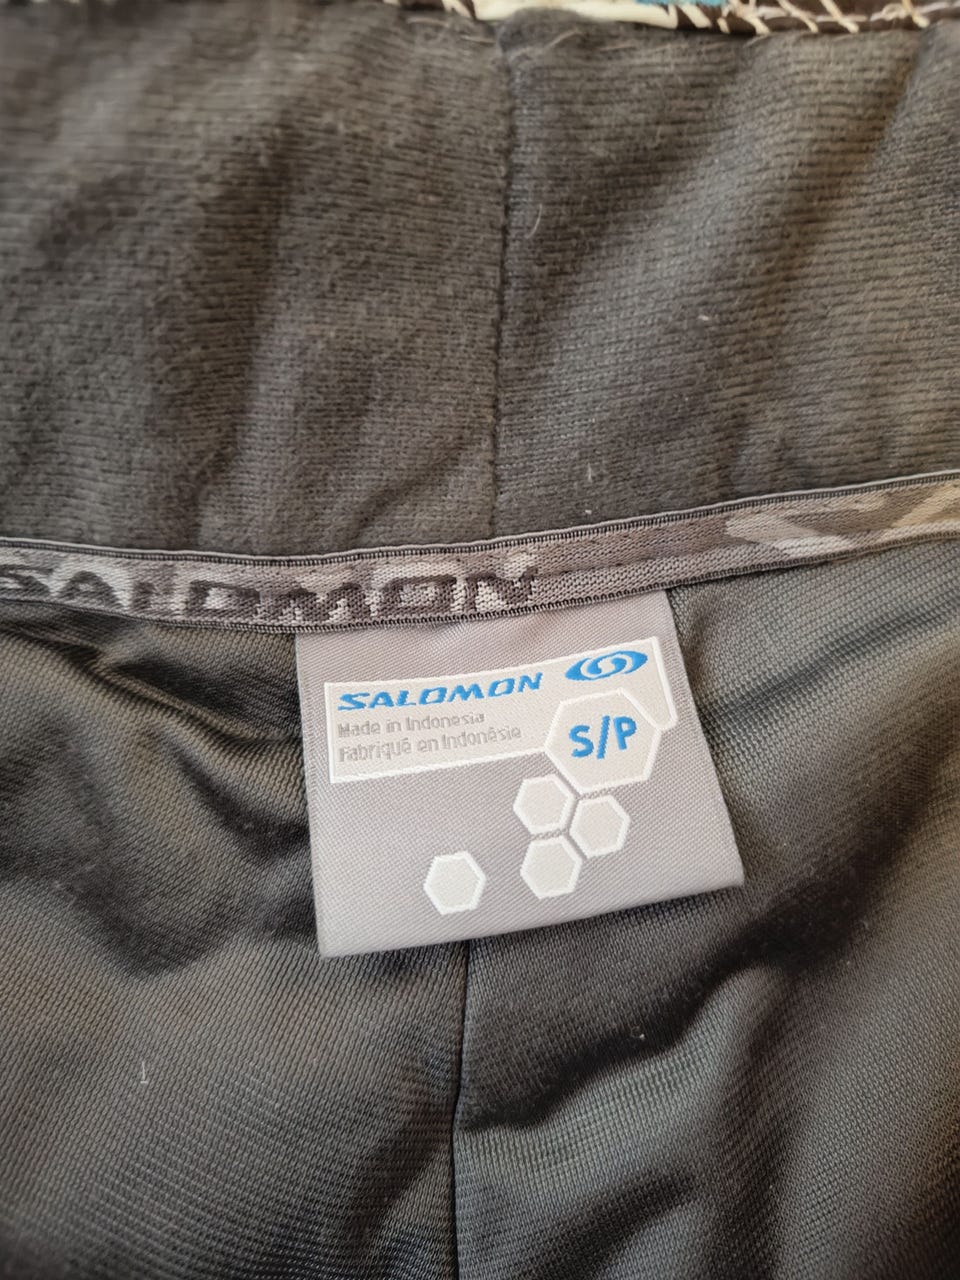 SALOMON
SALOMON
Made in Indonesia
Fabriqué en Indonésie
S/P